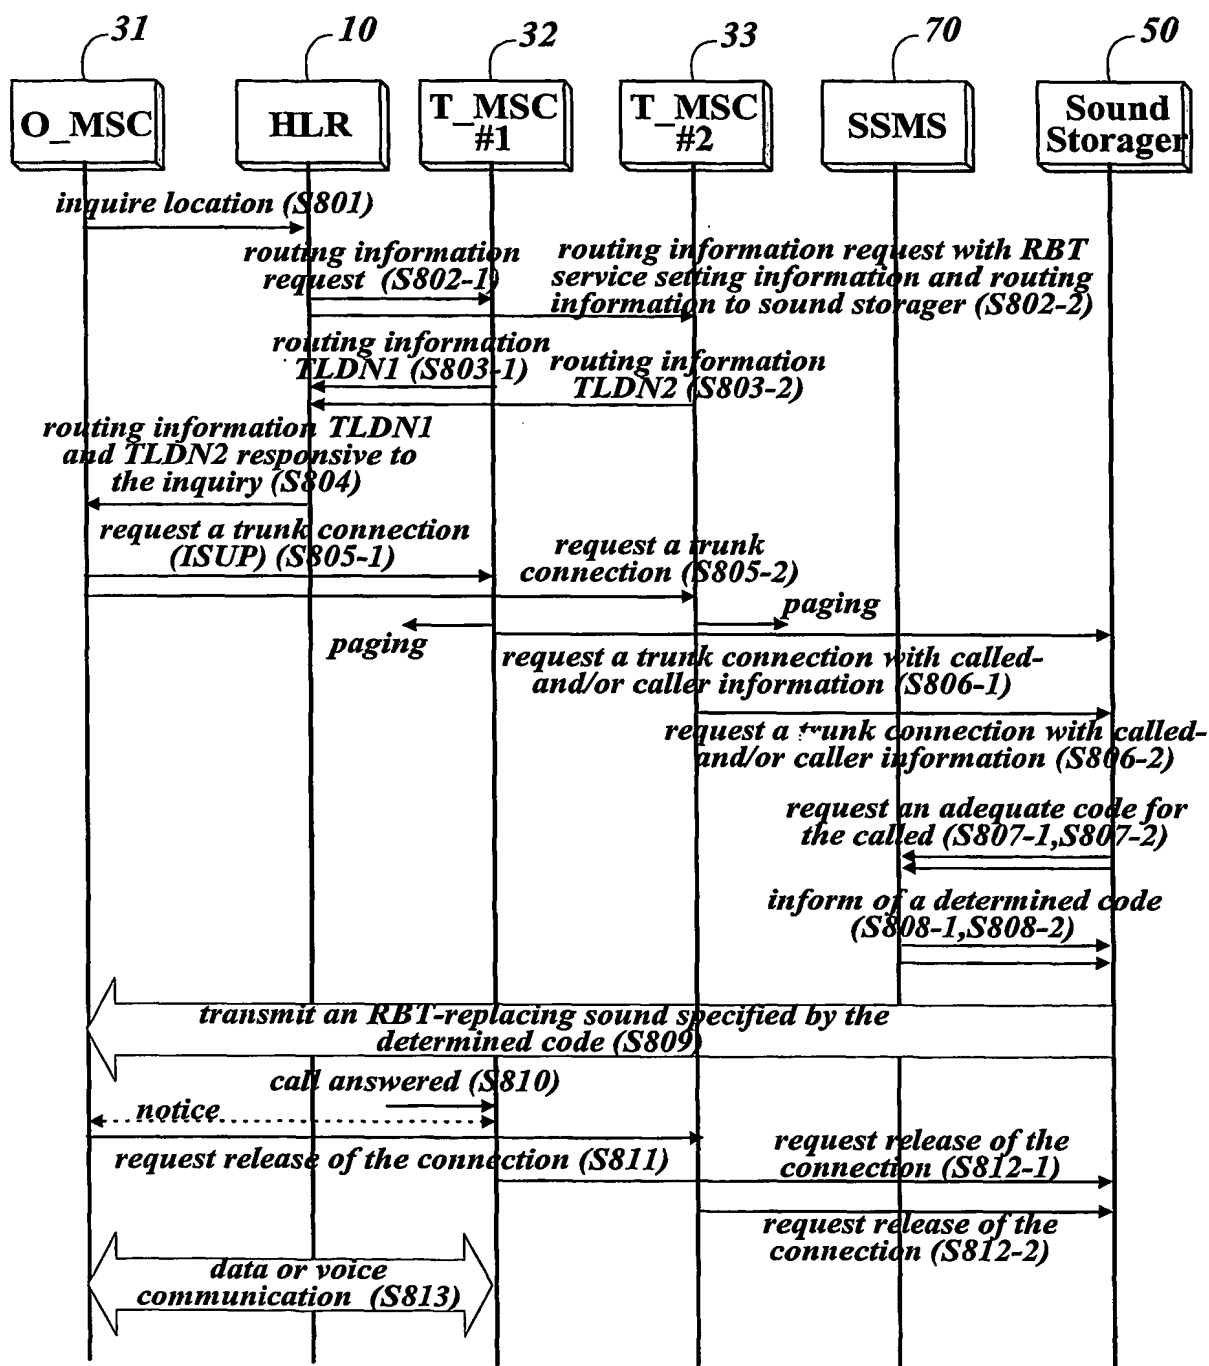 31
10
32
33
70
50
O_MSC
HLR
T_MSC
#1
T_MSC
#2
SSMS
Sound
Storager
inquire location (S801)
routing information
request (S802-1)
routing information request with RBT
service setting information and routing
information to sound storager (S802-2)
routing information
TLDN1 (S803-1)
routing information
TLDN2 (S803-2)
routing information TLDN1
and TLDN2 responsive to
the inquiry (S804)
request a trunk connection
(ISUP) (S805-1)
request a trunk
connection (S805-2)
paging
paging
request a trunk connection with called-
and/or caller information (S806-1)
request a trunk connection with called-
and/or caller information (S806-2)
request an adequate code for
the called (S807-1,S807-2)
inform of a determined code
(S808-1,S808-2)
transmit an RBT-replacing sound specified by the
determined code (S809)
call answered (S810)
notice
request release of the connection (S811)
request release of the
connection (S812-1)
request release of the
connection (S812-2)
data or voice
communication (S813)